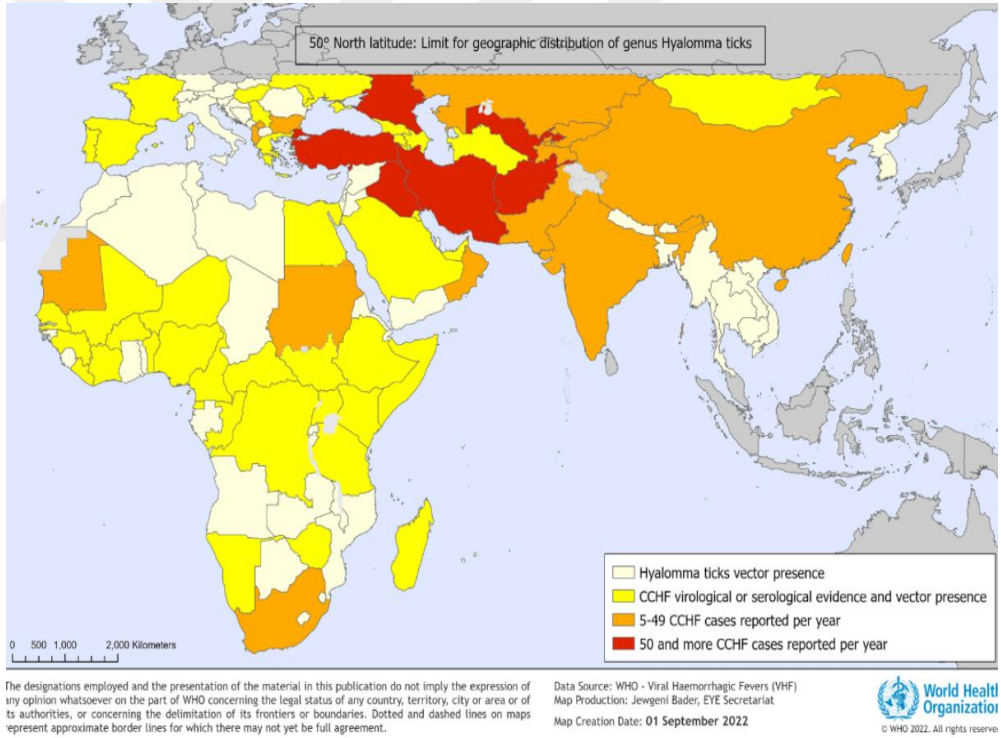 50° North latitude: Limit for geographic distribution of genus Hyalomma ticks
Hyalomma ticks vector presence
CCHF virological or serological evidence and vector presence
5-49 CCHF cases reported per year
50 and more CCHF cases reported per year
0 500 1,000 2,000 Kilometers
The designations employed and the presentation of the material in this publication do not imply the expression of
any opinion whatsoever on the part of WHO concerning the legal status of any country, territory, city or area or of
its authorities, or concerning the delimitation of its frontiers or boundaries. Dotted and dashed lines on maps
represent approximate border lines for which there may not yet be full agreement.
Data Source: WHO - Viral Haemorrhagic Fevers (VHF)
Map Production: Jewgeni Bader, EYE Secretariat
Map Creation Date: 01 September 2022
World Health
Organization
© WHO 2022. All rights reserve